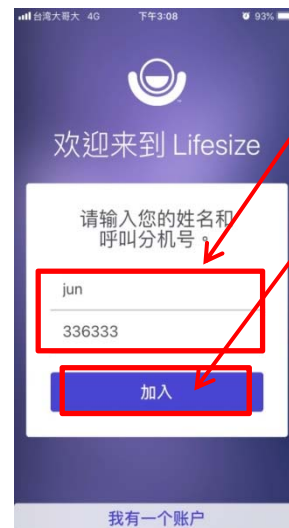 台湾大哥大 4G 下午3:08 93%
欢迎来到 Lifesize
请输入您的姓名和
呼叫分机号。
jun
336333
加入
我有一个账户